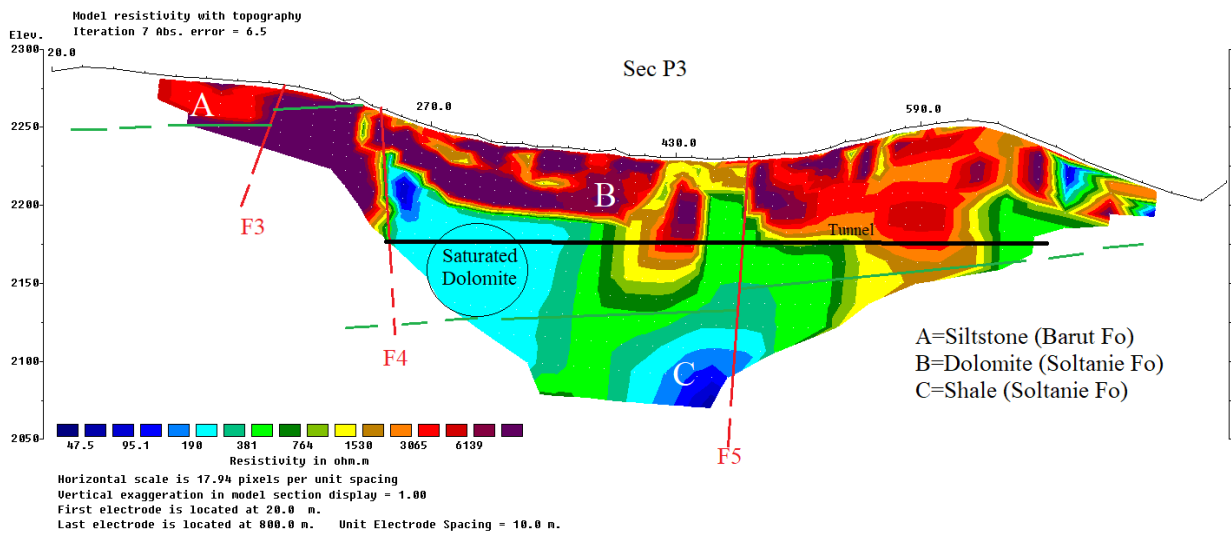 Model resistivity with topography
Iteration 7 Abs. error = 6.5
Elev.
2300
20.0
Sec P3
A
2250
270.0
590.0
430.0
B
2200
F3
Tunnel
Saturated
Dolomite
2150
A=Siltstone (Barut Fo)
F4
B=Dolomite (Soltanie Fo)
2100
C
C=Shale (Soltanie Fo)
2050
47.5 95.1 190 381 764 1530 3065 6139
F5
Resistivity in ohm.m
Horizontal scale is 17.94 pixels per unit spacing
Vertical exaggeration in model section display = 1.00
First electrode is located at 20.0 m.
Last electrode is located at 800.0 m. Unit Electrode Spacing = 10.0 m.